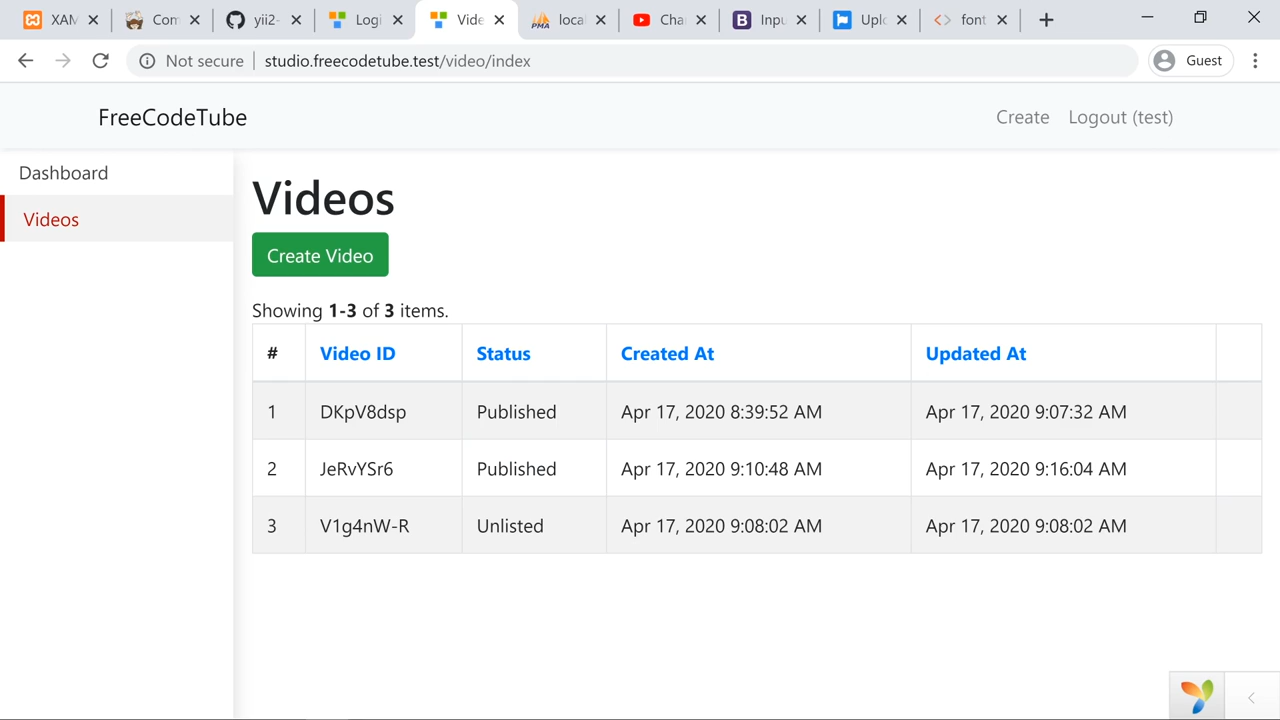 XAM
Com
yii2-
Logi
Vide
PMA
loca
Cha
B
Inpu
Uplo
<>
font
Not secure
studio.freecodetube.test/video/index
Guest
FreeCodeTube
Create
Logout (test)
Dashboard
Videos
Videos
Create Video
Showing 1-3 of 3 items.
# Video ID Status Created At Updated At
1 DKpV8dsp Published Apr 17, 2020 8:39:52 AM Apr 17, 2020 9:07:32 AM
2 JeRvYSr6 Published Apr 17, 2020 9:10:48 AM Apr 17, 2020 9:16:04 AM
3 V1g4nW-R Unlisted Apr 17, 2020 9:08:02 AM Apr 17, 2020 9:08:02 AM